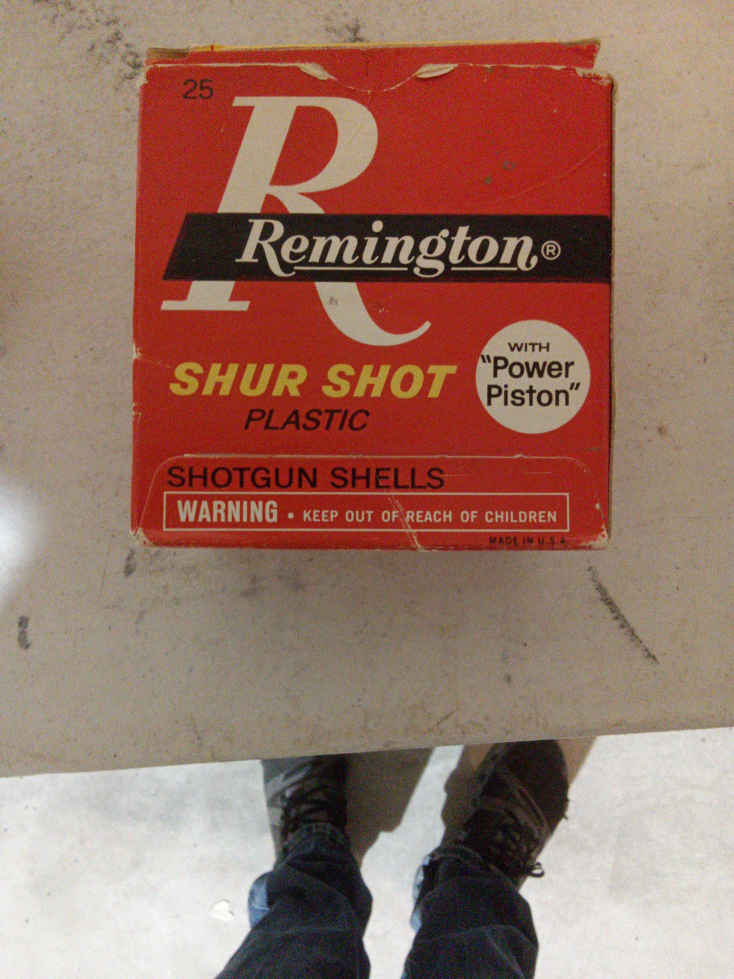 25
R
Remington®
SHUR SHOT
PLASTIC
WITH
"Power
Piston"
SHOTGUN SHELLS
WARNING • KEEP OUT OF REACH OF CHILDREN
MADE IN U.S.A.